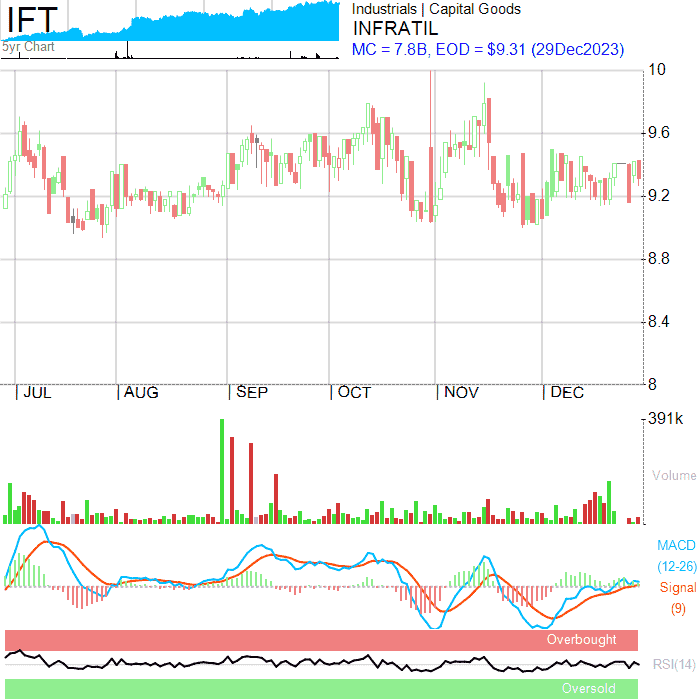 IFT
5yr Chart
Industrials | Capital Goods
INFRATIL
MC = 7.8B, EOD = $9.31 (29Dec2023)
10
9.6
9.2
8.8
8.4
8
| JUL | AUG | SEP | OCT | NOV | DEC
391k
Volume
MACD
(12-26)
Signal
(9)
Overbought
RSI(14)
Oversold